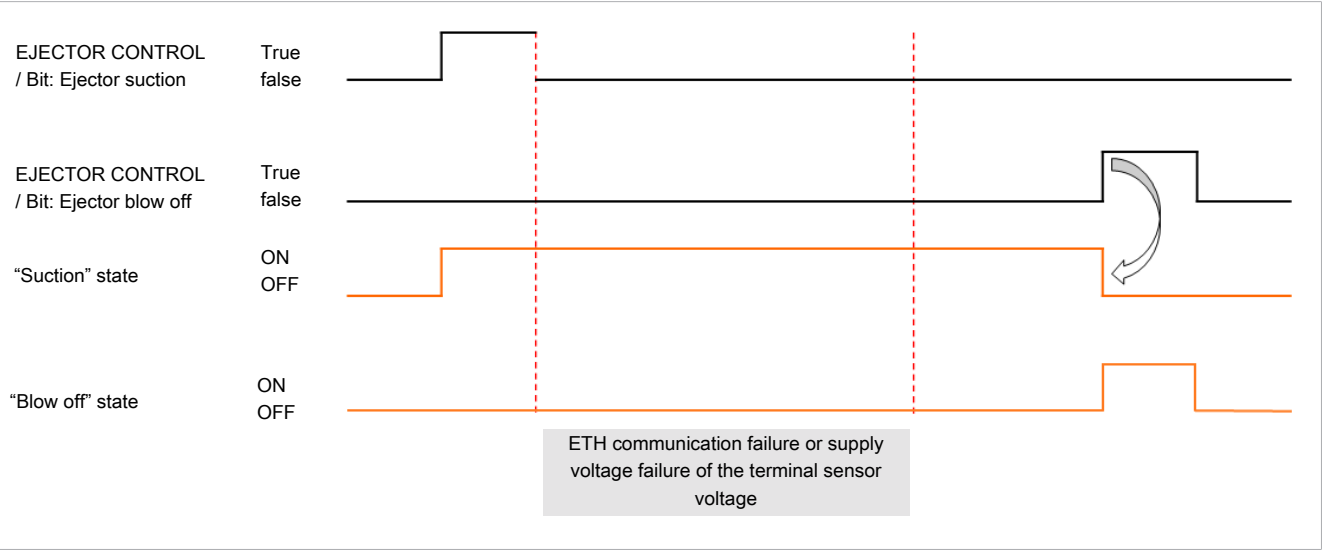 EJECTOR CONTROL True
/ Bit: Ejector suction false
EJECTOR CONTROL True
/ Bit: Ejector blow off false
ON
“Suction” state OFF
ON
“Blow off” state OFF
ETH communication failure or supply
voltage failure of the terminal sensor
voltage